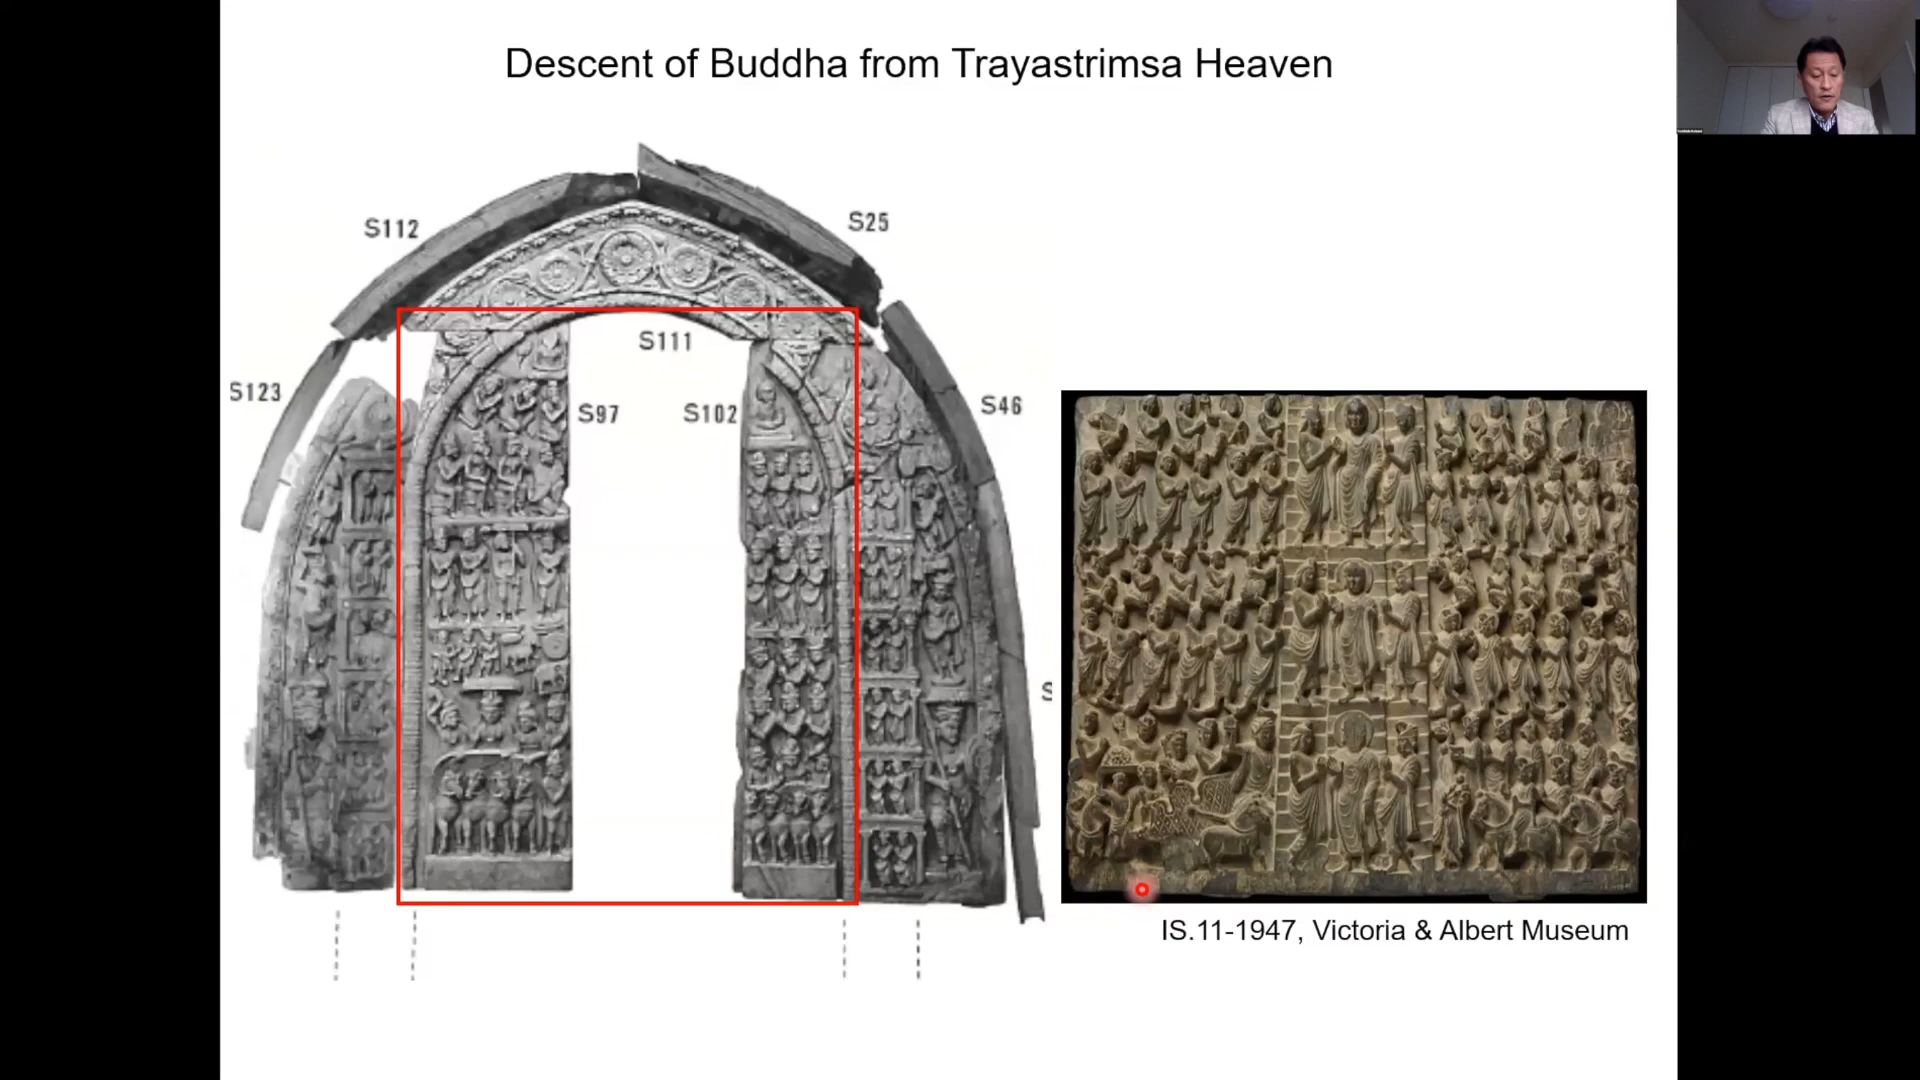 Descent of Buddha from Trayastrimsa Heaven
S112
S25
S111
S123
S97
S102
S46
S
IS.11-1947, Victoria & Albert Museum